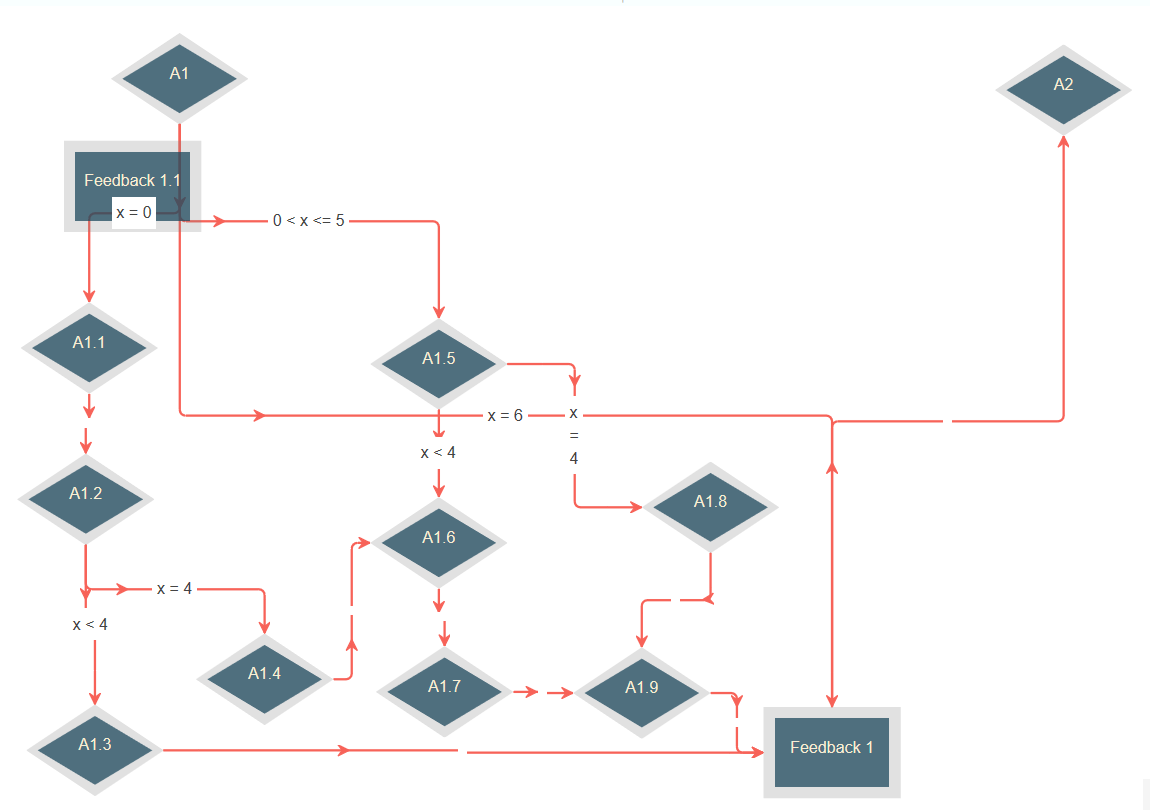 A1
A2
Feedback 1.1
x = 0
0 < x <= 5
A1.1
A1.5
x = 6
x
=
4
x < 4
A1.2
A1.8
A1.6
x = 4
x < 4
A1.4
A1.7
A1.9
A1.3
Feedback 1